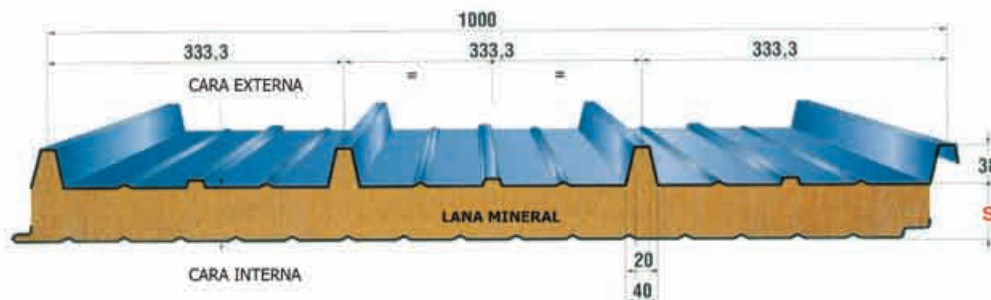 1000
333,3 333,3 333,3
= =
CARA EXTERNA
S
LANA MINERAL
CARA INTERNA
20
40